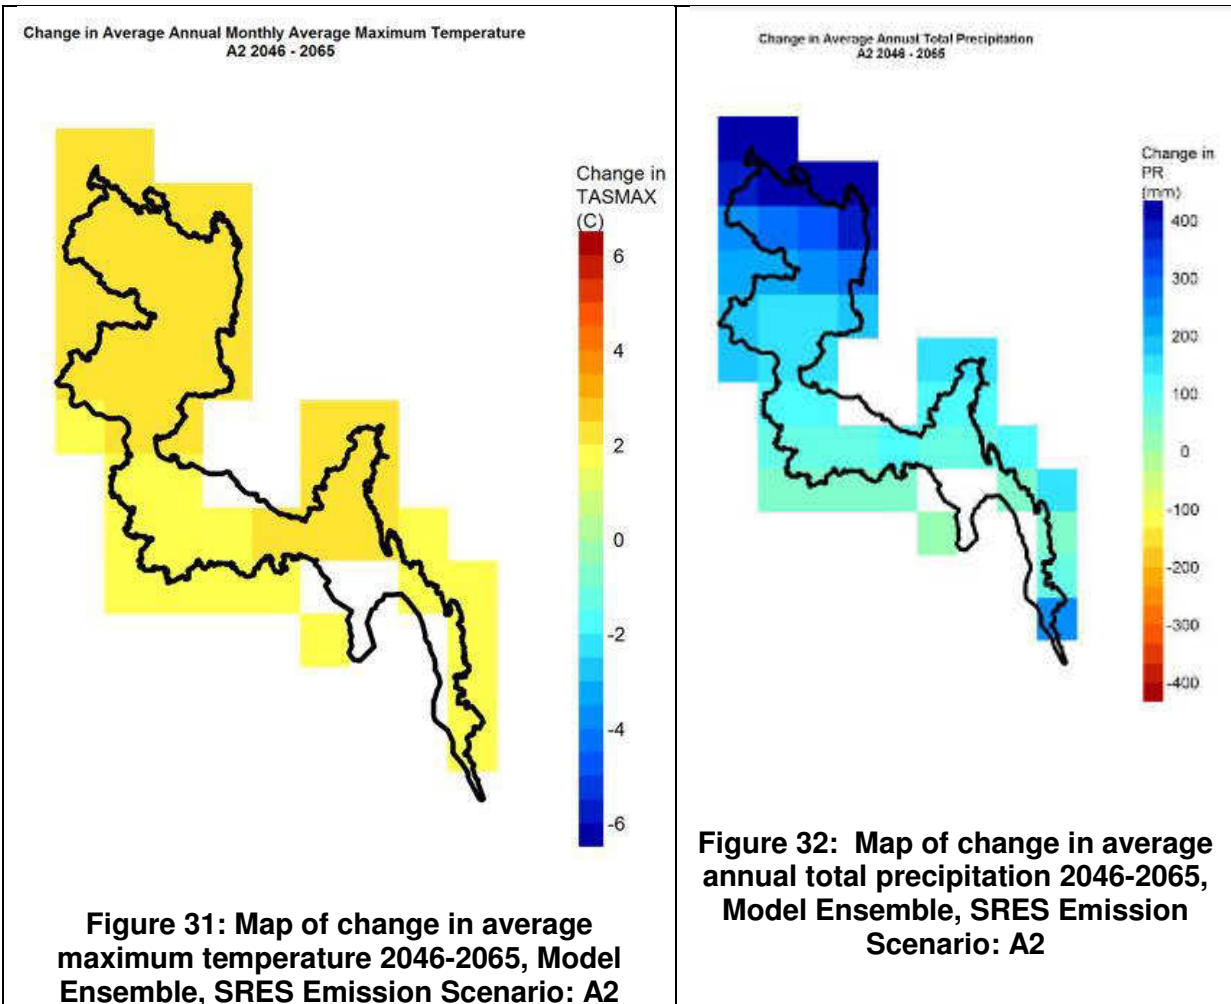 Change in Average Annual Monthly Average Maximum Temperature
A2 2046 - 2065
Change in
TASMAX
(C)
6
4
2
0
-2
-4
-6
Figure 31: Map of change in average
maximum temperature 2046-2065, Model
Ensemble, SRES Emission Scenario: A2
Change in Average Annual Total Precipitation
A2 2046 - 2065
Change in
PR
(mm)
400
300
200
100
0
-100
-200
-300
-400
Figure 32: Map of change in average
annual total precipitation 2046-2065,
Model Ensemble, SRES Emission
Scenario: A2